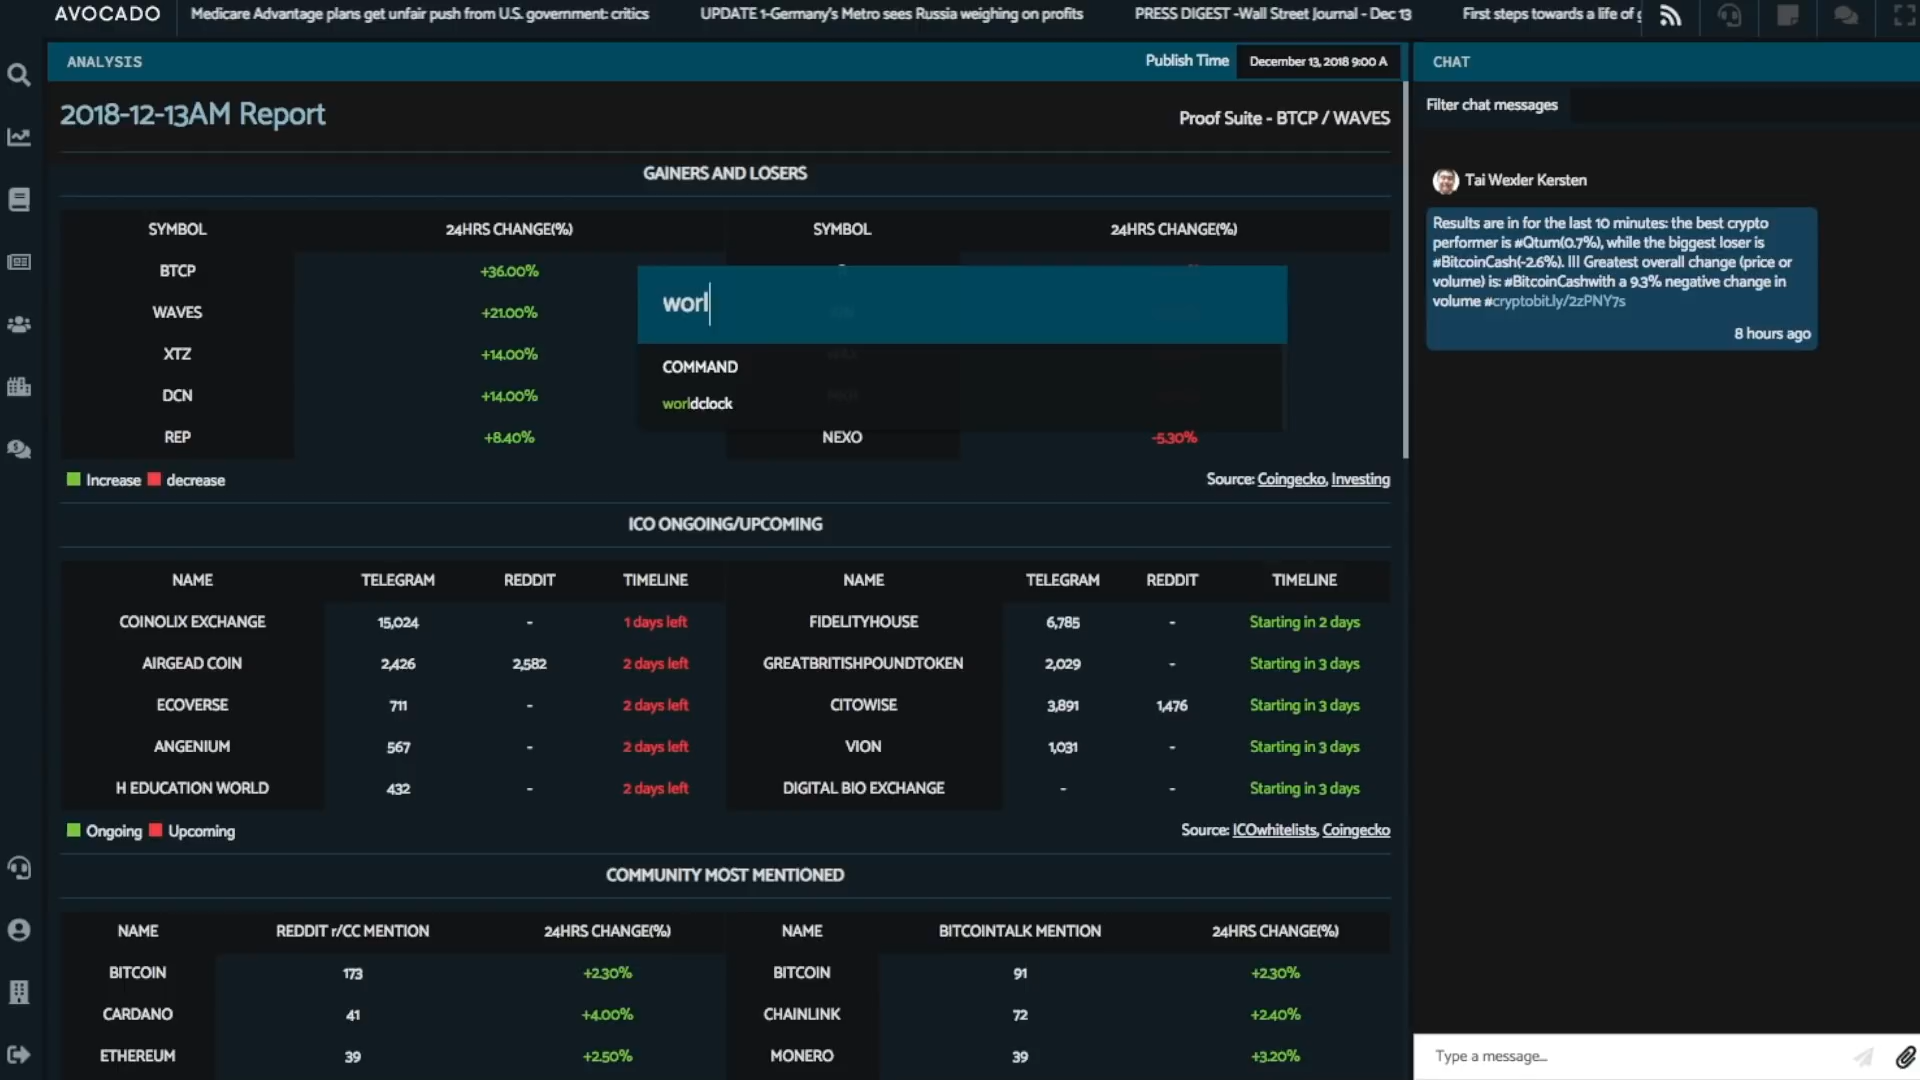 AVOCADO
Medicare Advantage plans get unfair push from U.S. government: critics
UPDATE 1-Germany's Metro sees Russia weighing on profits
PRESS DIGEST -Wall Street Journal - Dec 13
First steps towards a life of
ANALYSIS
Publish Time
December 13, 2018 9:00 A
2018-12-13AM Report
Proof Suite - BTCP / WAVES
GAINERS AND LOSERS
SYMBOL 24HRS CHANGE(%) SYMBOL 24HRS CHANGE(%)
BTCP +36.00%
WAVES +21.00%
XTZ +14.00%
DCN +14.00%
REP +8.40% NEXO -5.30%
worl
COMMAND
worldclock
Increase decrease
Source: Coingecko, Investing
ICO ONGOING/UPCOMING
NAME TELEGRAM REDDIT TIMELINE NAME TELEGRAM REDDIT TIMELINE
COINOLIX EXCHANGE 15,024 - 1 days left FIDELITYHOUSE 6,785 - Starting in 2 days
AIRGEAD COIN 2,426 2,582 2 days left GREATBRITISHPOUNDTOKEN 2,029 - Starting in 3 days
ECOVERSE 711 - 2 days left CITOWISE 3,891 1,476 Starting in 3 days
ANGENIUM 567 - 2 days left VION 1,031 - Starting in 3 days
H EDUCATION WORLD 432 - 2 days left DIGITAL BIO EXCHANGE - - Starting in 3 days
Ongoing Upcoming
Source: ICOwhitelists, Coingecko
COMMUNITY MOST MENTIONED
NAME REDDIT r/CC MENTION 24HRS CHANGE(%) NAME BITCOINTALK MENTION 24HRS CHANGE(%)
BITCOIN 173 +2.30% BITCOIN 91 +2.30%
CARDANO 41 +4.00% CHAINLINK 72 +2.40%
ETHEREUM 39 +2.50% MONERO 39 +3.20%
CHAT
Filter chat messages
Tai Wexler Kersten
Results are in for the last 10 minutes: the best crypto
performer is #Qtum(0.7%), while the biggest loser is
#BitcoinCash(-2.6%). III Greatest overall change (price or
volume) is: #BitcoinCashwith a 9.3% negative change in
volume #cryptobit.ly/2zPNY7s
8 hours ago
Type a message...